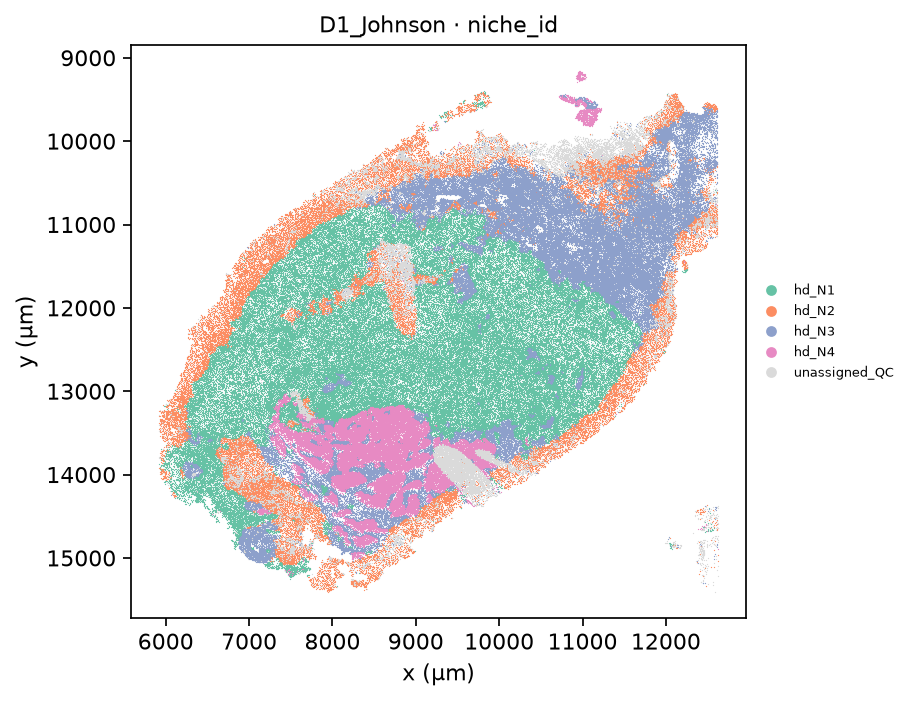 D1_Johnson · niche_id
9000
10000
11000
12000
13000
14000
15000
y (µm)
6000 7000 8000 9000 10000 11000 12000
x (µm)
hd_N1
hd_N2
hd_N3
hd_N4
unassigned_QC